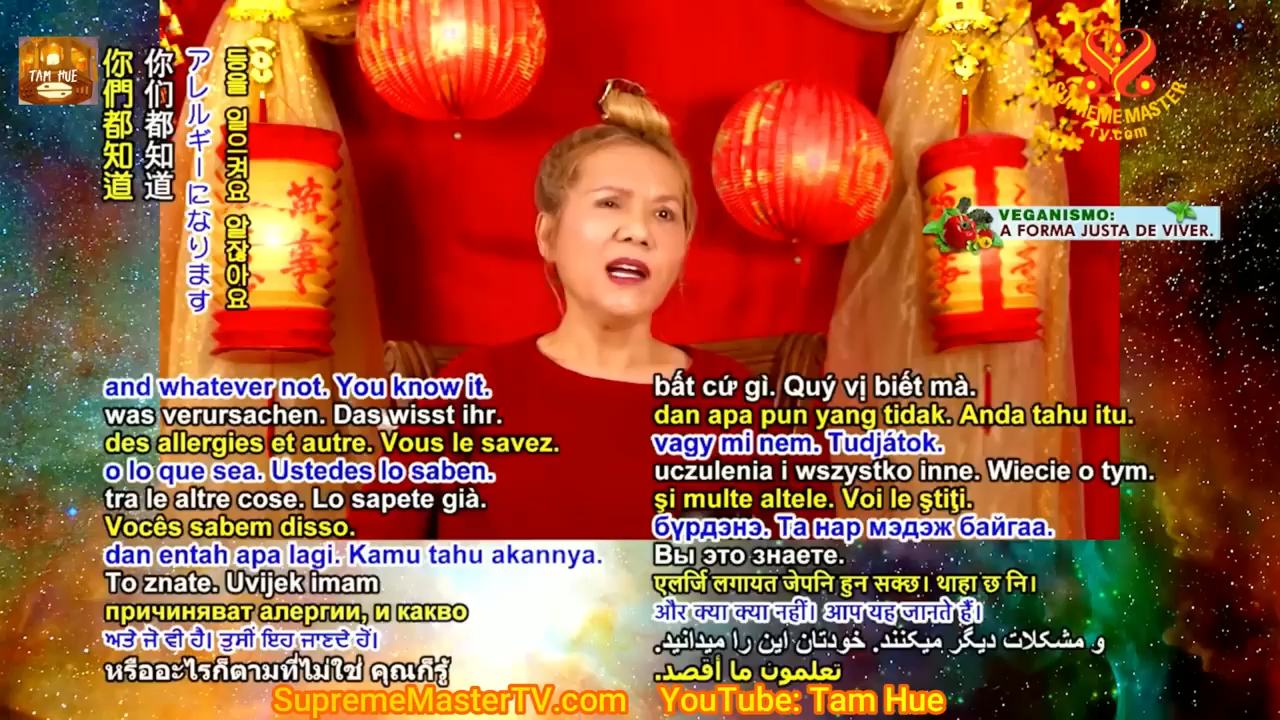 TAM HUE
你們都知道
你们都知道
アレルギーになります
등을 일으켜요 알잖아요
SUPREME MASTER
TV.com
VEGANISMO:
A FORMA JUSTA DE VIVER.
and whatever not. You know it.
was verursachen. Das wisst ihr.
des allergies et autre. Vous le savez.
o lo que sea. Ustedes lo saben.
tra le altre cose. Lo sapete già.
Vocês sabem disso.
dan entah apa lagi. Kamu tahu akannya.
To znate. Uvijek imam
причиняват алергии, и какво
ਅਤੇ ਜੋ ਵੀ ਹੈ। ਤੁਸੀਂ ਇਹ ਜਾਣਦੇ ਹੋ।
หรืออะไรก็ตามที่ไม่ใช่ คุณก็รู้
bất cứ gì. Quý vị biết mà.
dan apa pun yang tidak. Anda tahu itu.
vagy mi nem. Tudjátok.
uczulenia i wszystko inne. Wiecie o tym.
şi multe altele. Voi le ştiţi.
бүрдэнэ. Та нар мэдэж байгаа.
Вы это знаете.
एलर्जि लगायत जेपनि हुन सक्छ। थाहा छ नि।
और क्या क्या नहीं। आप यह जानते हैं।
و مشکلات دیگر میکنند. خودتان این را میدانید.
تعلمون ما أقصد.
SupremeMasterTV.com YouTube: Tam Hue